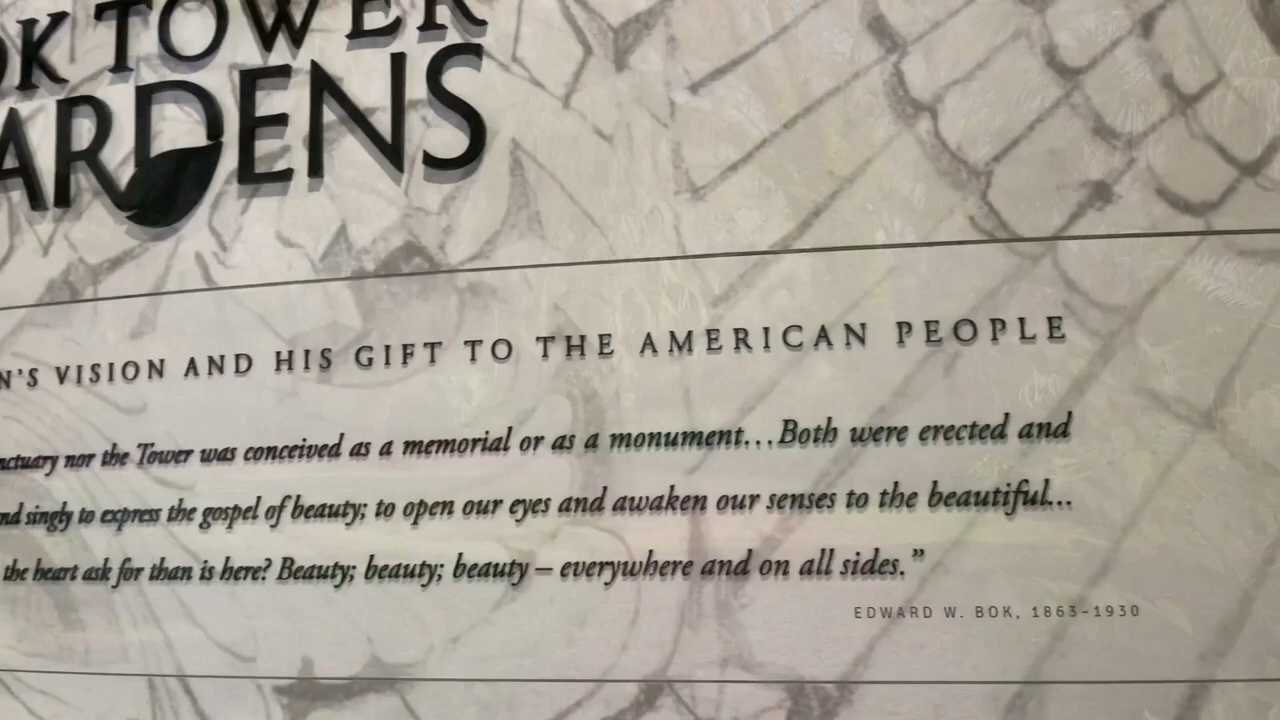 OK TOWER
ARDENS
N'S VISION AND HIS GIFT TO THE AMERICAN PEOPLE
nctuary nor the Tower was conceived as a memorial or as a monument…Both were erected and
nd singly to express the gospel of beauty; to open our eyes and awaken our senses to the beautiful…
the heart ask for than is here? Beauty; beauty; beauty – everywhere and on all sides.”
EDWARD W. BOK, 1863–1930